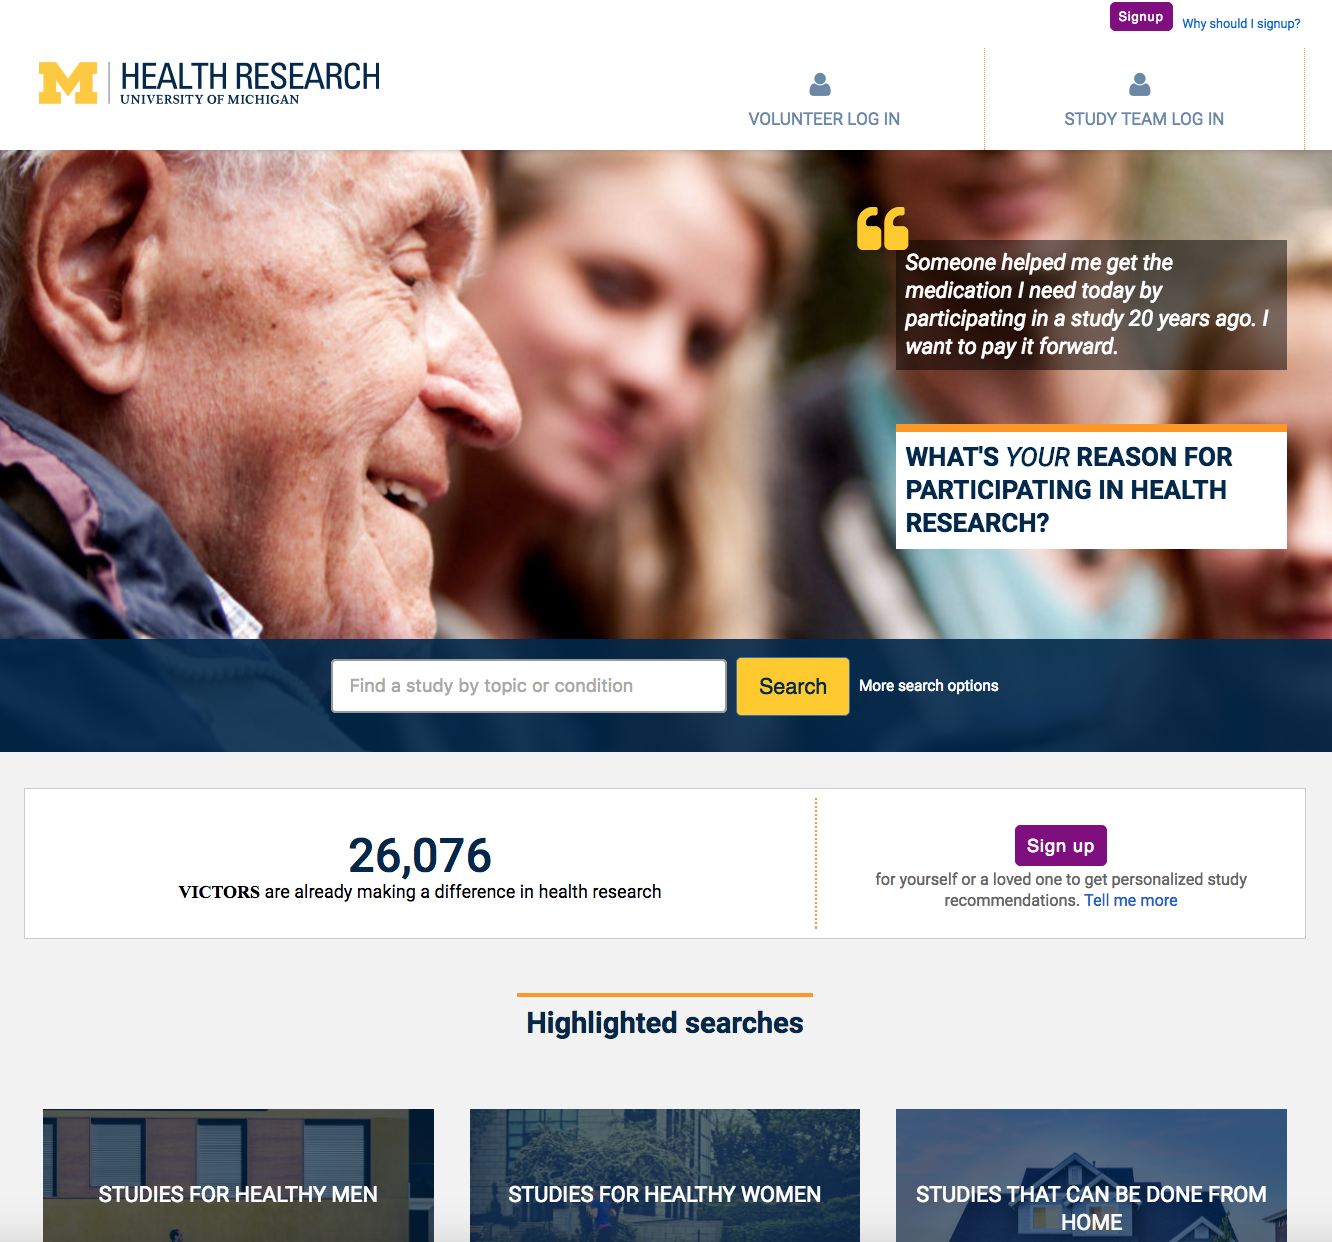 Signup Why should I signup?
M HEALTH RESEARCH
UNIVERSITY OF MICHIGAN
VOLUNTEER LOG IN
STUDY TEAM LOG IN
Someone helped me get the
medication I need today by
participating in a study 20 years ago. I
want to pay it forward.
WHAT'S YOUR REASON FOR
PARTICIPATING IN HEALTH
RESEARCH?
Find a study by topic or condition
Search
More search options
26,076
VICTORS are already making a difference in health research
Sign up
for yourself or a loved one to get personalized study
recommendations. Tell me more
Highlighted searches
STUDIES FOR HEALTHY MEN
STUDIES FOR HEALTHY WOMEN
STUDIES THAT CAN BE DONE FROM
HOME